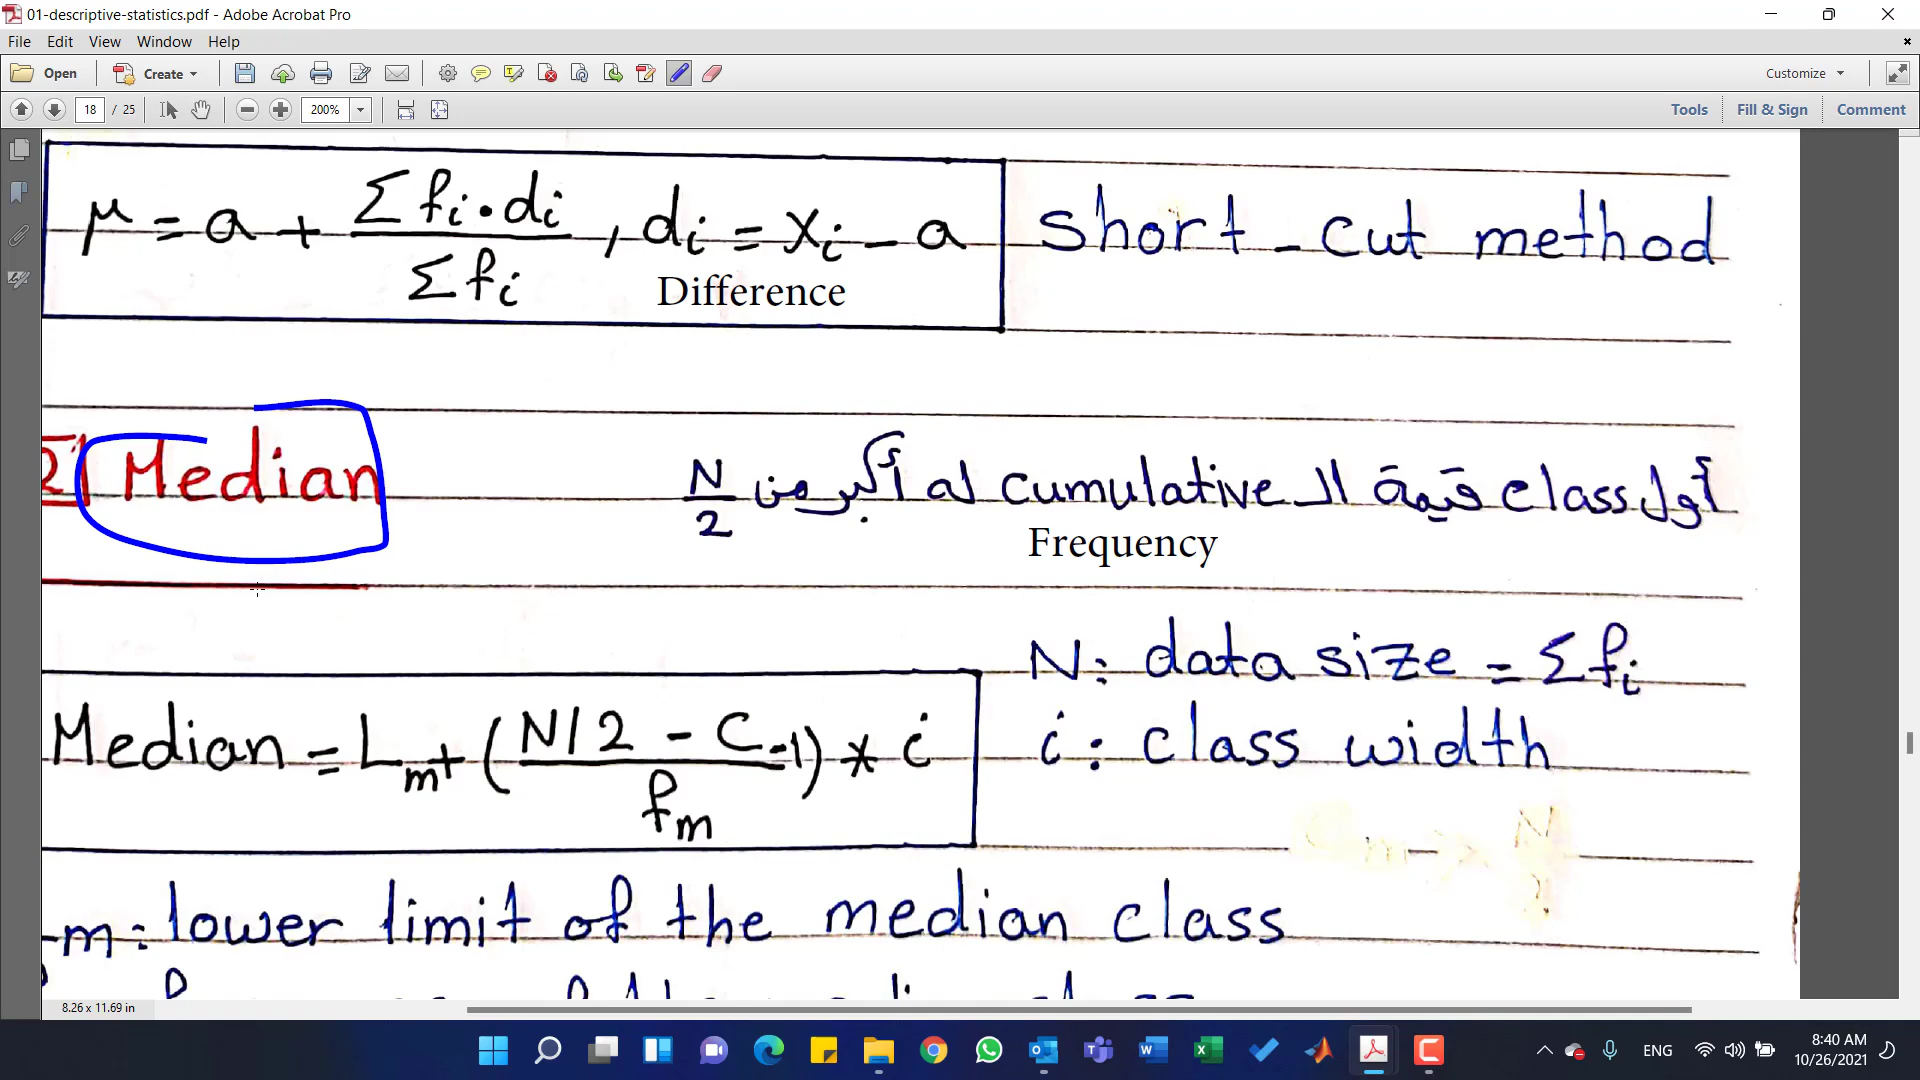 01-descriptive-statistics.pdf - Adobe Acrobat Pro
File Edit View Window Help
Open Create Customize
18 / 25 200% Tools Fill & Sign Comment
μ = a + Σfi·di / Σfi , di = xi - a short-cut method
Difference
2 Median
أول class قيمة الـ cumulative له أكبر من N/2
Frequency
N: data size = Σfi
Median = Lm + (N/2 - C-1 / fm) * i i: class width
m: lower limit of the median class
8.26 x 11.69 in
ENG
8:40 AM
10/26/2021